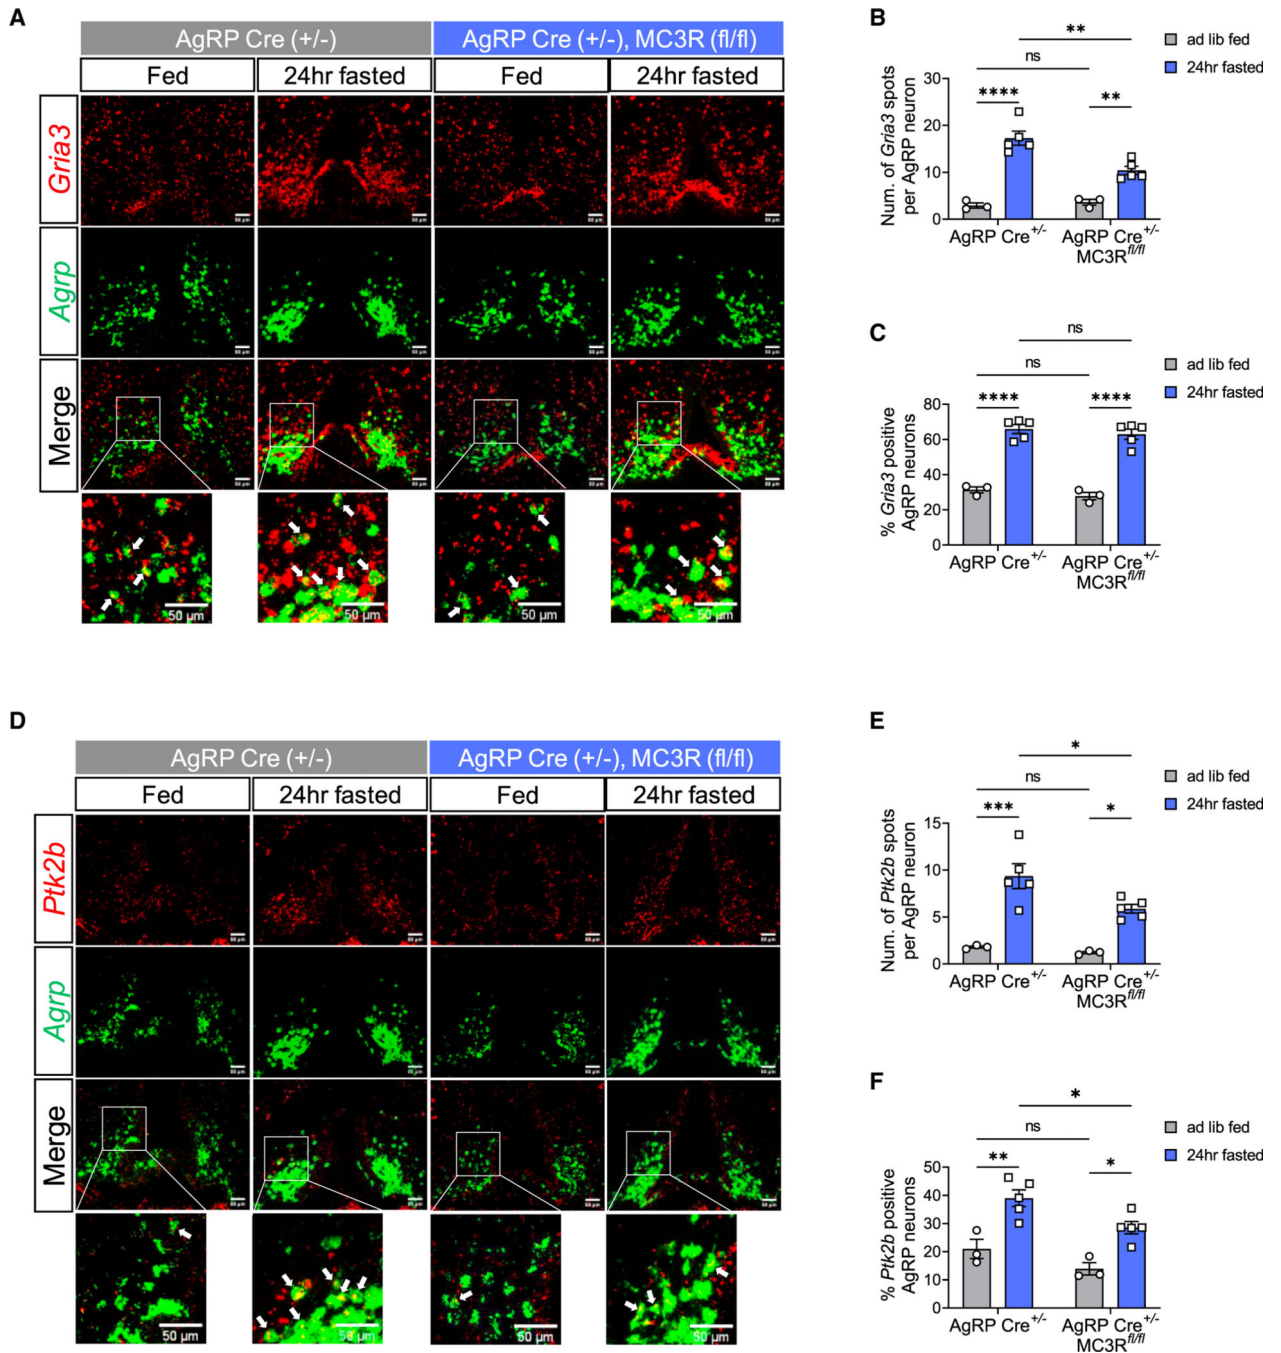 A
AgRP Cre (+/-)
AgRP Cre (+/-), MC3R (fl/fl)
Fed
24hr fasted
Fed
24hr fasted
Gria3
Agrp
Merge
50 µm
50 µm
50 µm
50 µm
B
ad lib fed
24hr fasted
Num. of Gria3 spots
per AgRP neuron
30
20
10
0
**
ns
****
**
AgRP Cre+/-
AgRP Cre+/-
MC3Rfl/fl
C
ad lib fed
24hr fasted
% Gria3 positive
AgRP neurons
80
60
40
20
0
ns
ns
****
****
AgRP Cre+/-
AgRP Cre+/-
MC3Rfl/fl
D
AgRP Cre (+/-)
AgRP Cre (+/-), MC3R (fl/fl)
Fed
24hr fasted
Fed
24hr fasted
Ptk2b
Agrp
Merge
50 µm
50 µm
50 µm
50 µm
E
ad lib fed
24hr fasted
Num. of Ptk2b spots
per AgRP neuron
15
10
5
0
*
ns
***
*
AgRP Cre+/-
AgRP Cre+/-
MC3Rfl/fl
F
ad lib fed
24hr fasted
% Ptk2b positive
AgRP neurons
50
40
30
20
10
0
*
ns
**
*
AgRP Cre+/-
AgRP Cre+/-
MC3Rfl/fl